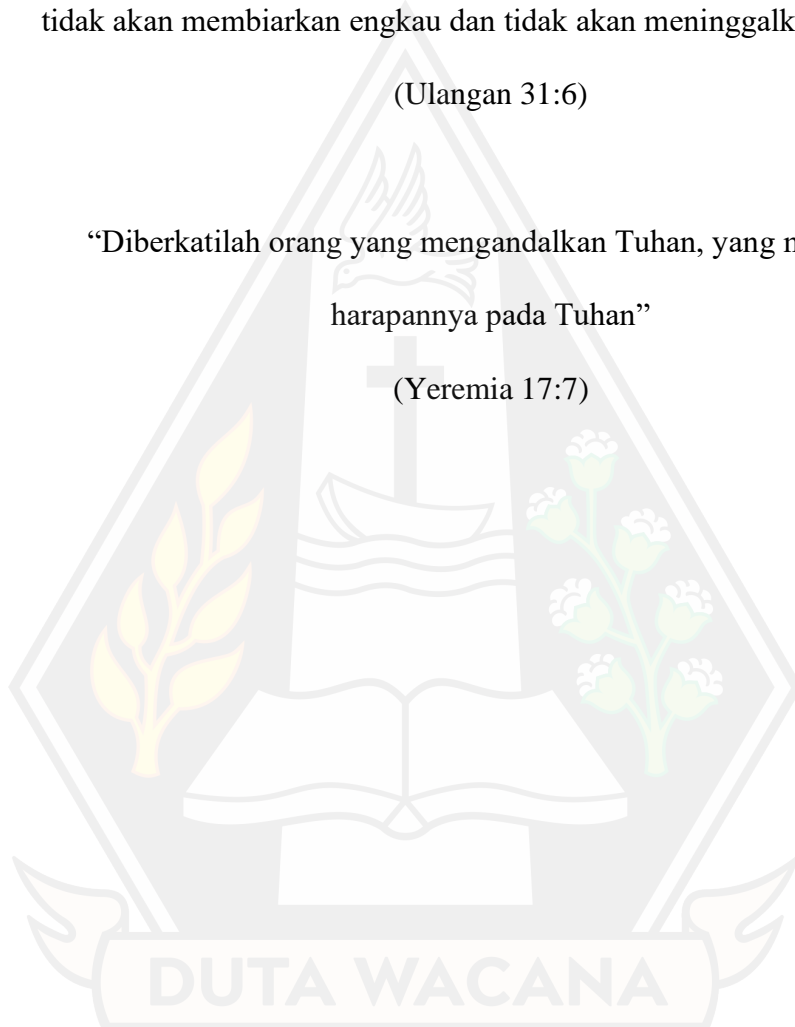 tidak akan membiarkan engkau dan tidak akan meninggalk
(Ulangan 31:6)
“Diberkatilah orang yang mengandalkan Tuhan, yang
harapannya pada Tuhan”
(Yeremia 17:7)
DUTA WACANA